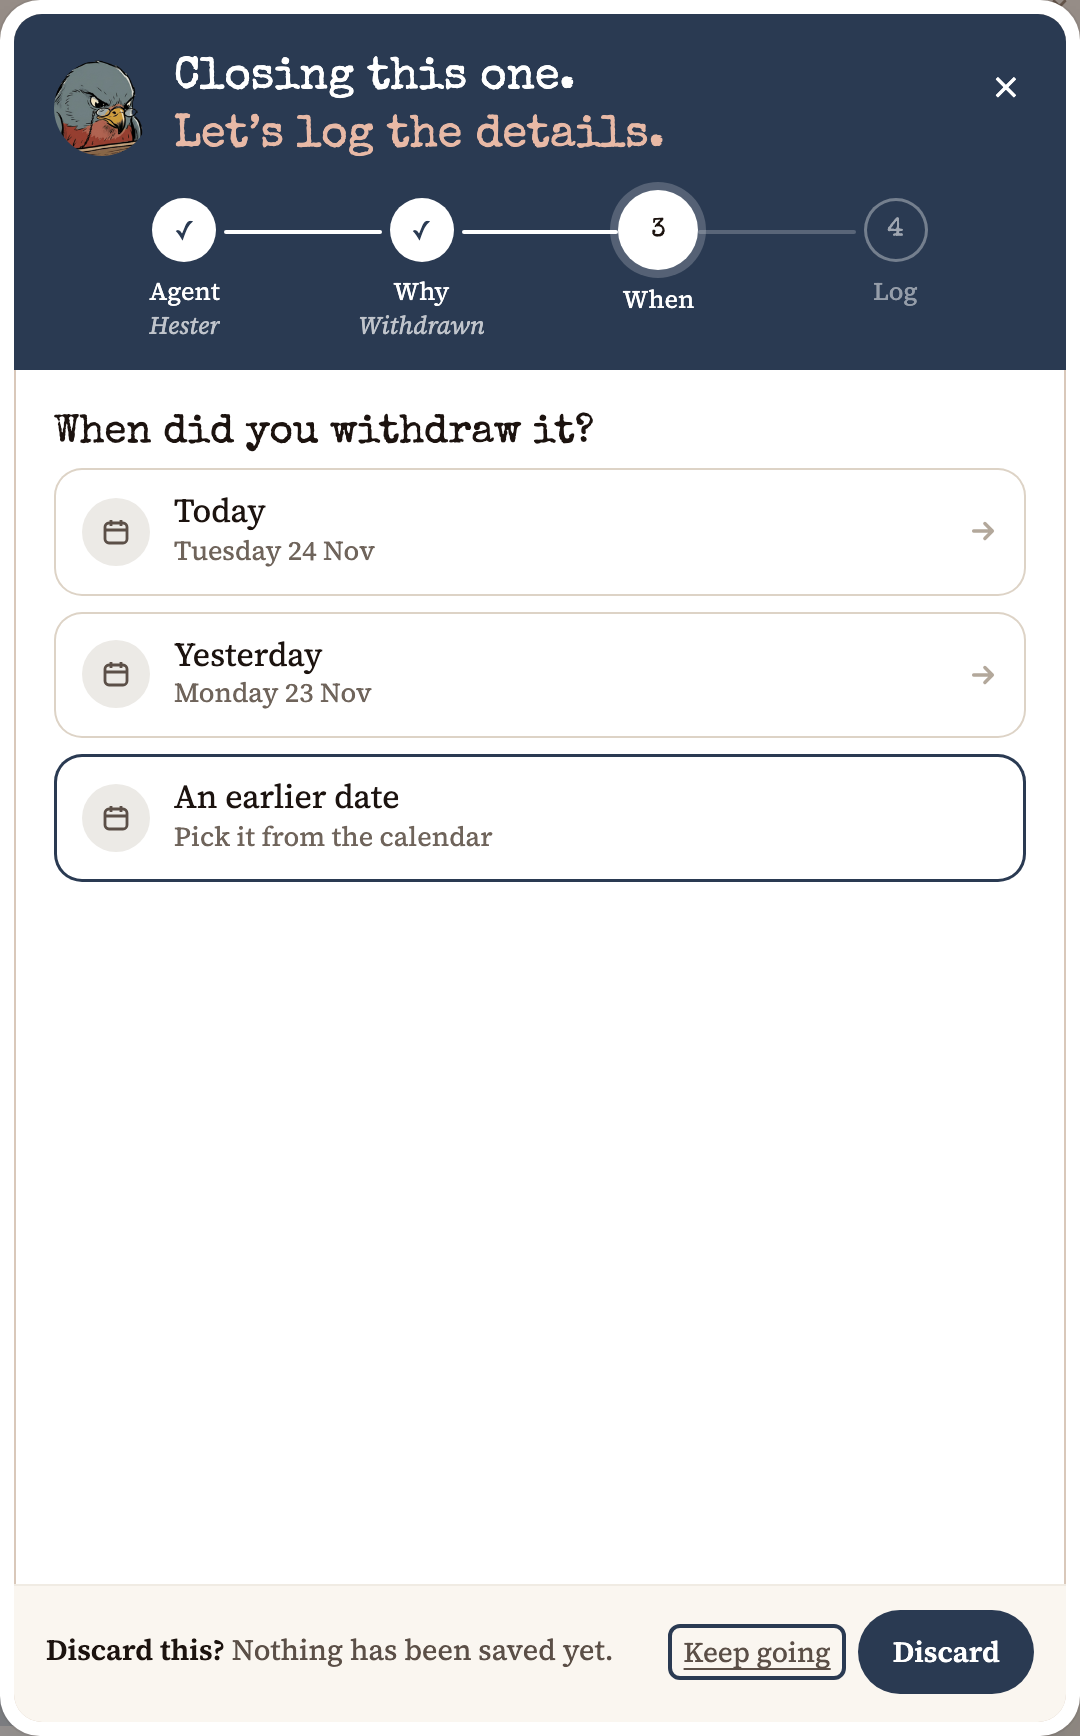 Closing this one.
Let's log the details.
3
4
Agent
Why
When
Log
Hester
Withdrawn
When did you withdraw it?
Today
Tuesday 24 Nov
Yesterday
Monday 23 Nov
An earlier date
Pick it from the calendar
Discard this? Nothing has been saved yet.
Keep going
Discard